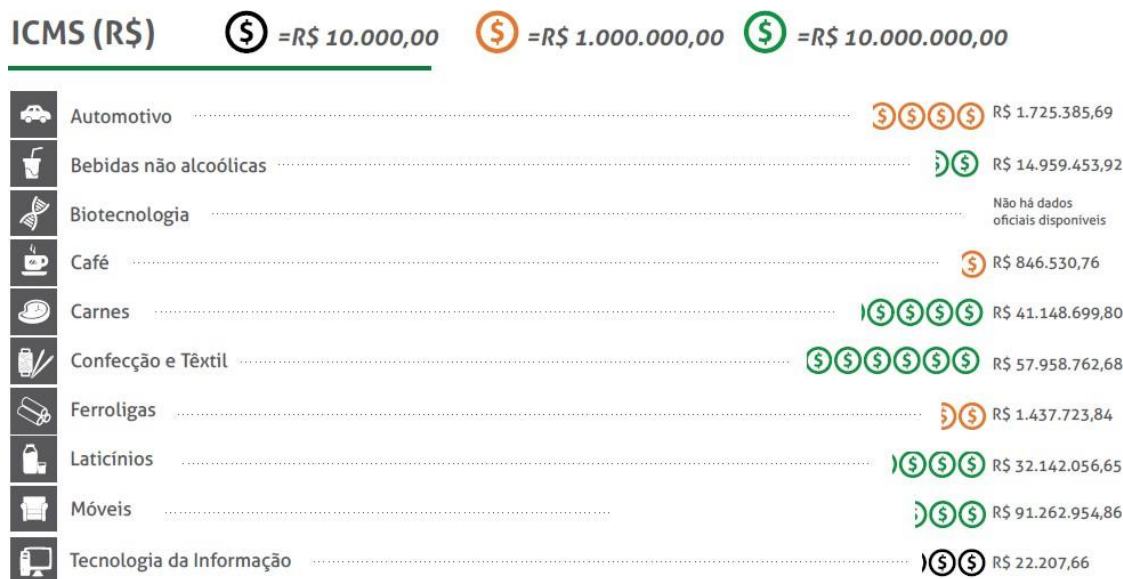 ICMS (R$) $ =R$ 10.000,00 $ =R$ 1.000.000,00 $ =R$ 10.000.000,00
Automotivo $ $ $ $ R$ 1.725.385,69
Bebidas não alcoólicas $ $ R$ 14.959.453,92
Biotecnologia Não há dados
oficiais disponiveis
Café $ R$ 846.530,76
Carnes $ $ $ $ R$ 41.148.699,80
Confecção e Têxtil $ $ $ $ $ $ R$ 57.958.762,68
Ferroligas $ $ R$ 1.437.723,84
Laticínios $ $ $ R$ 32.142.056,65
Móveis $ $ $ R$ 91.262.954,86
Tecnologia da Informação $ $ R$ 22.207,66